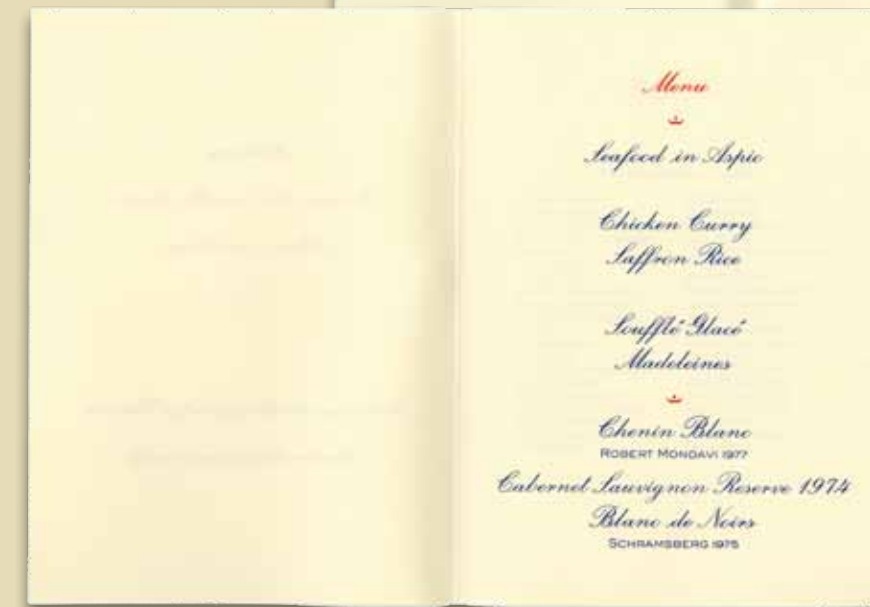 Menu
Seafood in Aspic
Chicken Curry
Saffron Rice
Soufflé Glacé
Madeleines
Chenin Blanc
ROBERT MONDAVI 1977
Cabernet Sauvignon Reserve 1974
Blanc de Noirs
SCHRAMSBERG 1975